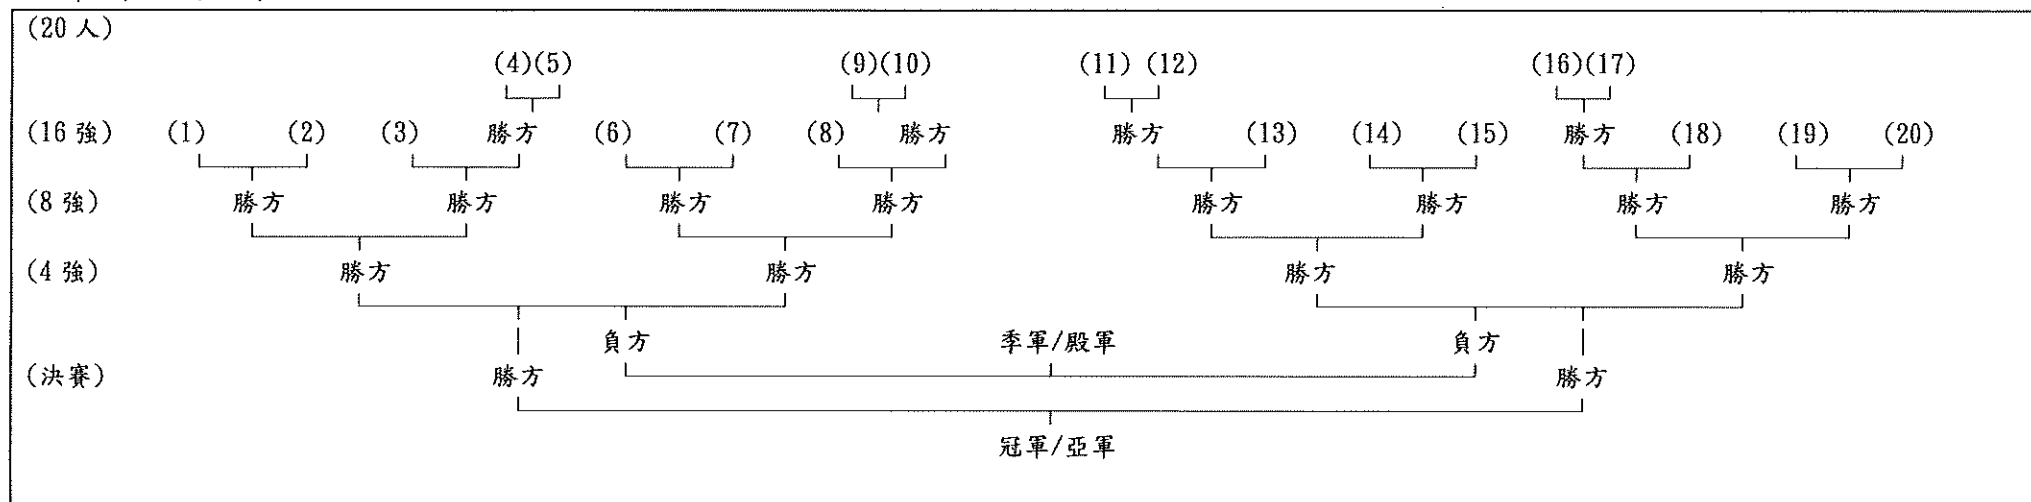 (20 人)
(4)(5) (9)(10) (11) (12) (16)(17)
(16 強) (1) (2) (3) 勝方 (6) (7) (8) 勝方 勝方 (13) (14) (15) 勝方 (18) (19) (20)
(8 強) 勝方 勝方 勝方 勝方 勝方 勝方 勝方 勝方
(4 強) 勝方 勝方 勝方 勝方
負方 季軍/殿軍 負方
(決賽) 勝方 勝方
冠軍/亞軍